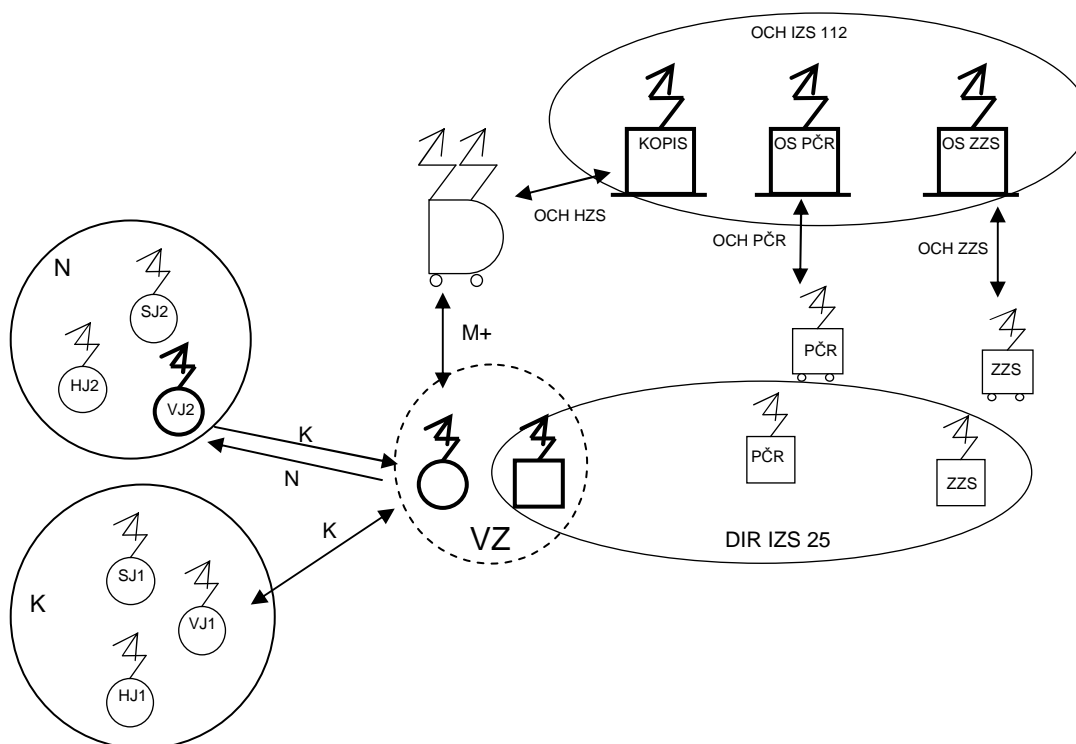 OCH IZS 112
KOPIS
OS PČR
OS ZZS
OCH HZS
OCH PČR
OCH ZZS
N
SJ2
HJ2
VJ2
M+
PČR
ZZS
K
N
PČR
ZZS
VZ
DIR IZS 25
K
K
SJ1
VJ1
HJ1